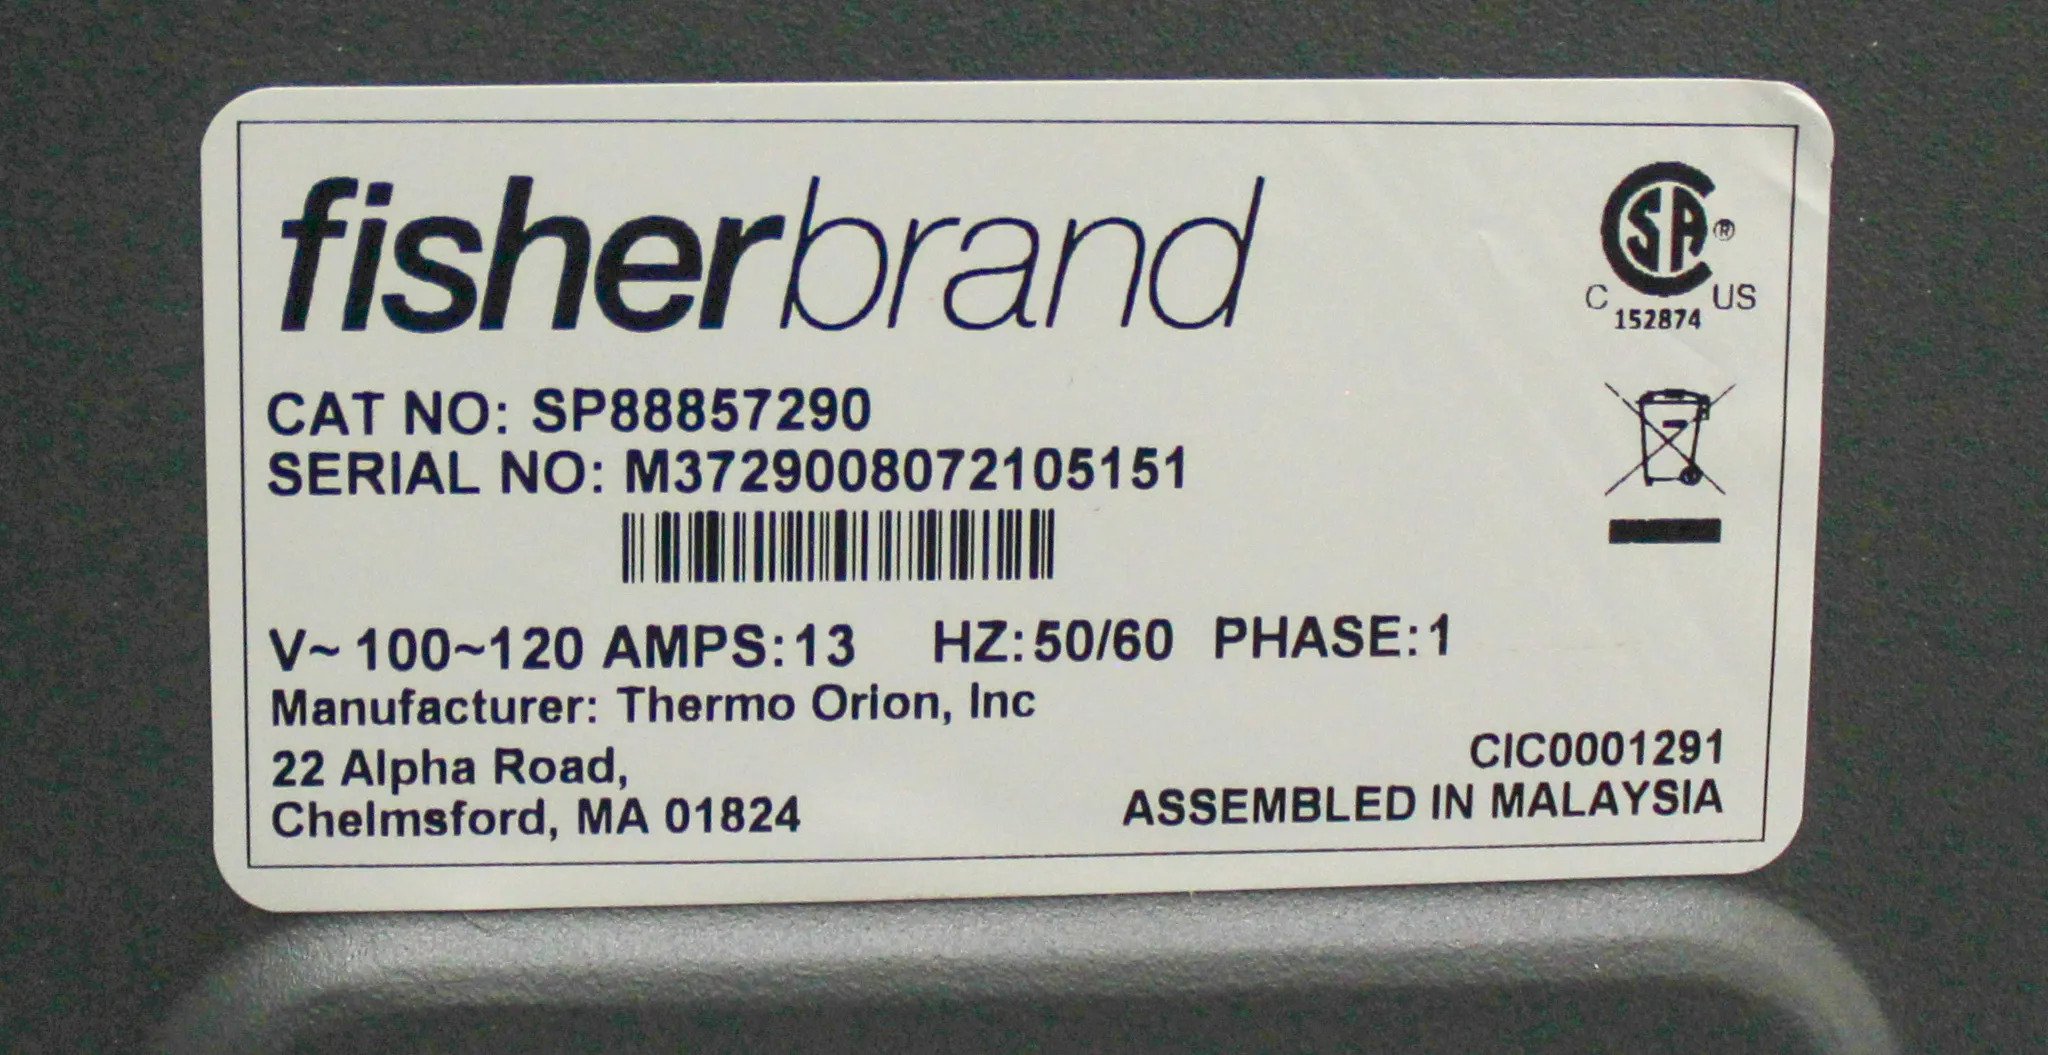 fisherbrand
SA®
C US
152874
CAT NO: SP88857290
SERIAL NO: M3729008072105151
V~ 100~120 AMPS:13 HZ:50/60 PHASE:1
Manufacturer: Thermo Orion, Inc
22 Alpha Road,
Chelmsford, MA 01824
CIC0001291
ASSEMBLED IN MALAYSIA